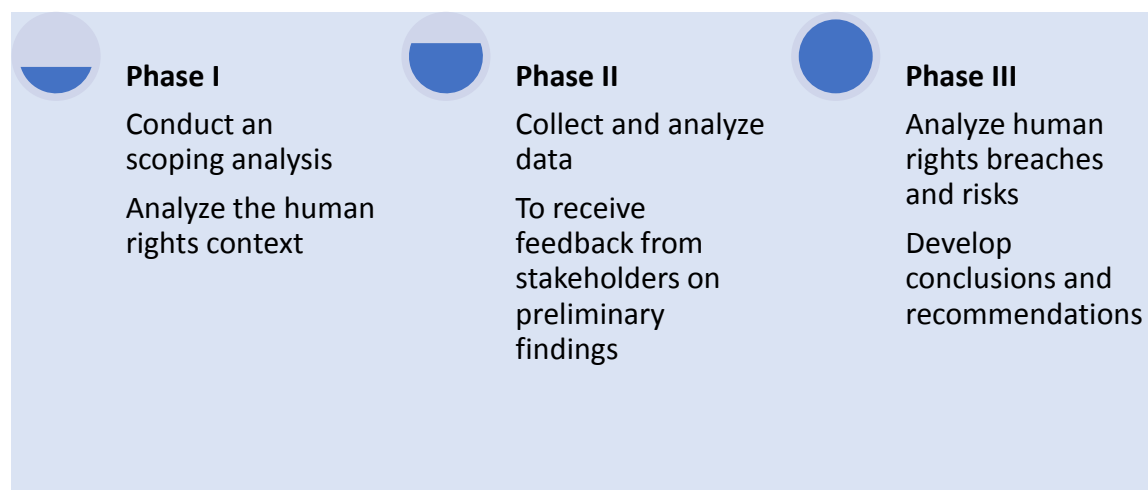 Phase I
Conduct an
scoping analysis
Analyze the human
rights context
Phase II
Collect and analyze
data
To receive
feedback from
stakeholders on
preliminary
findings
Phase III
Analyze human
rights breaches
and risks
Develop
conclusions and
recommendations